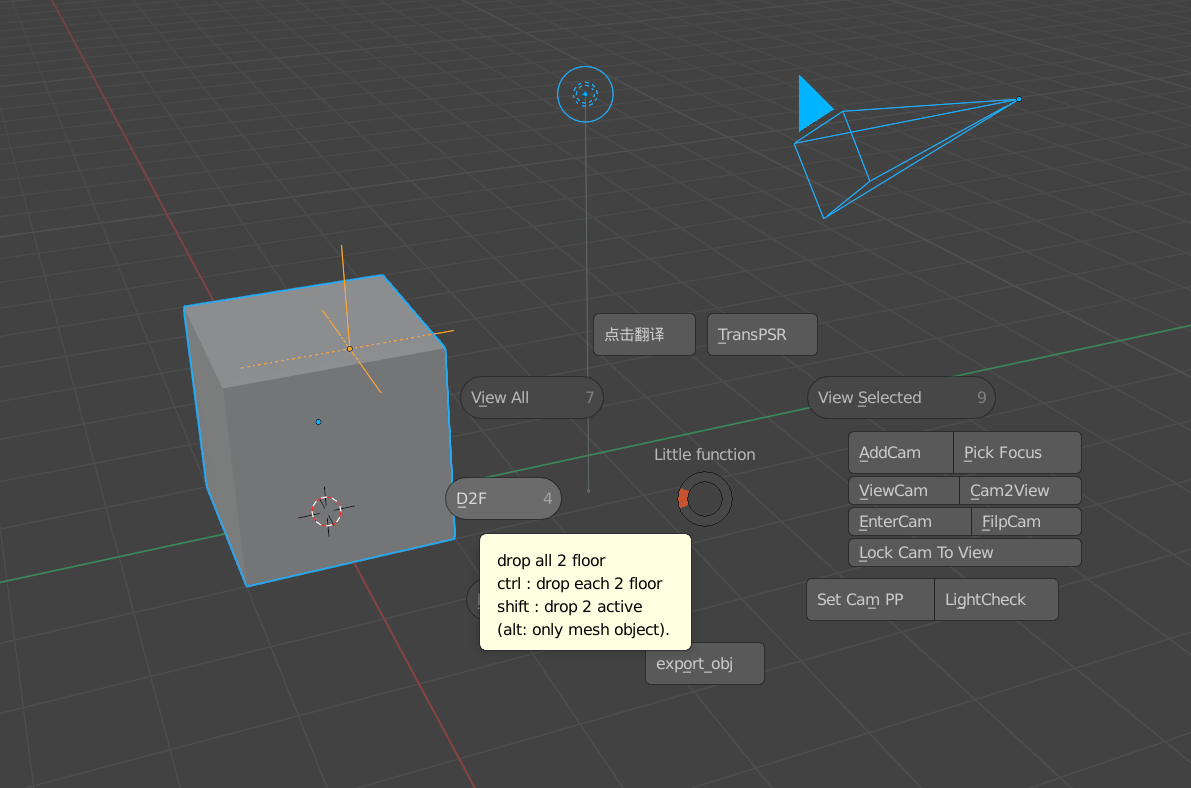 点击翻译
TransPSR
View All 7
View Selected 9
Little function
AddCam
Pick Focus
ViewCam
Cam2View
D2F 4
EnterCam
FilpCam
Lock Cam To View
drop all 2 floor
ctrl : drop each 2 floor
shift : drop 2 active
(alt: only mesh object).
Set Cam PP
LightCheck
export_obj